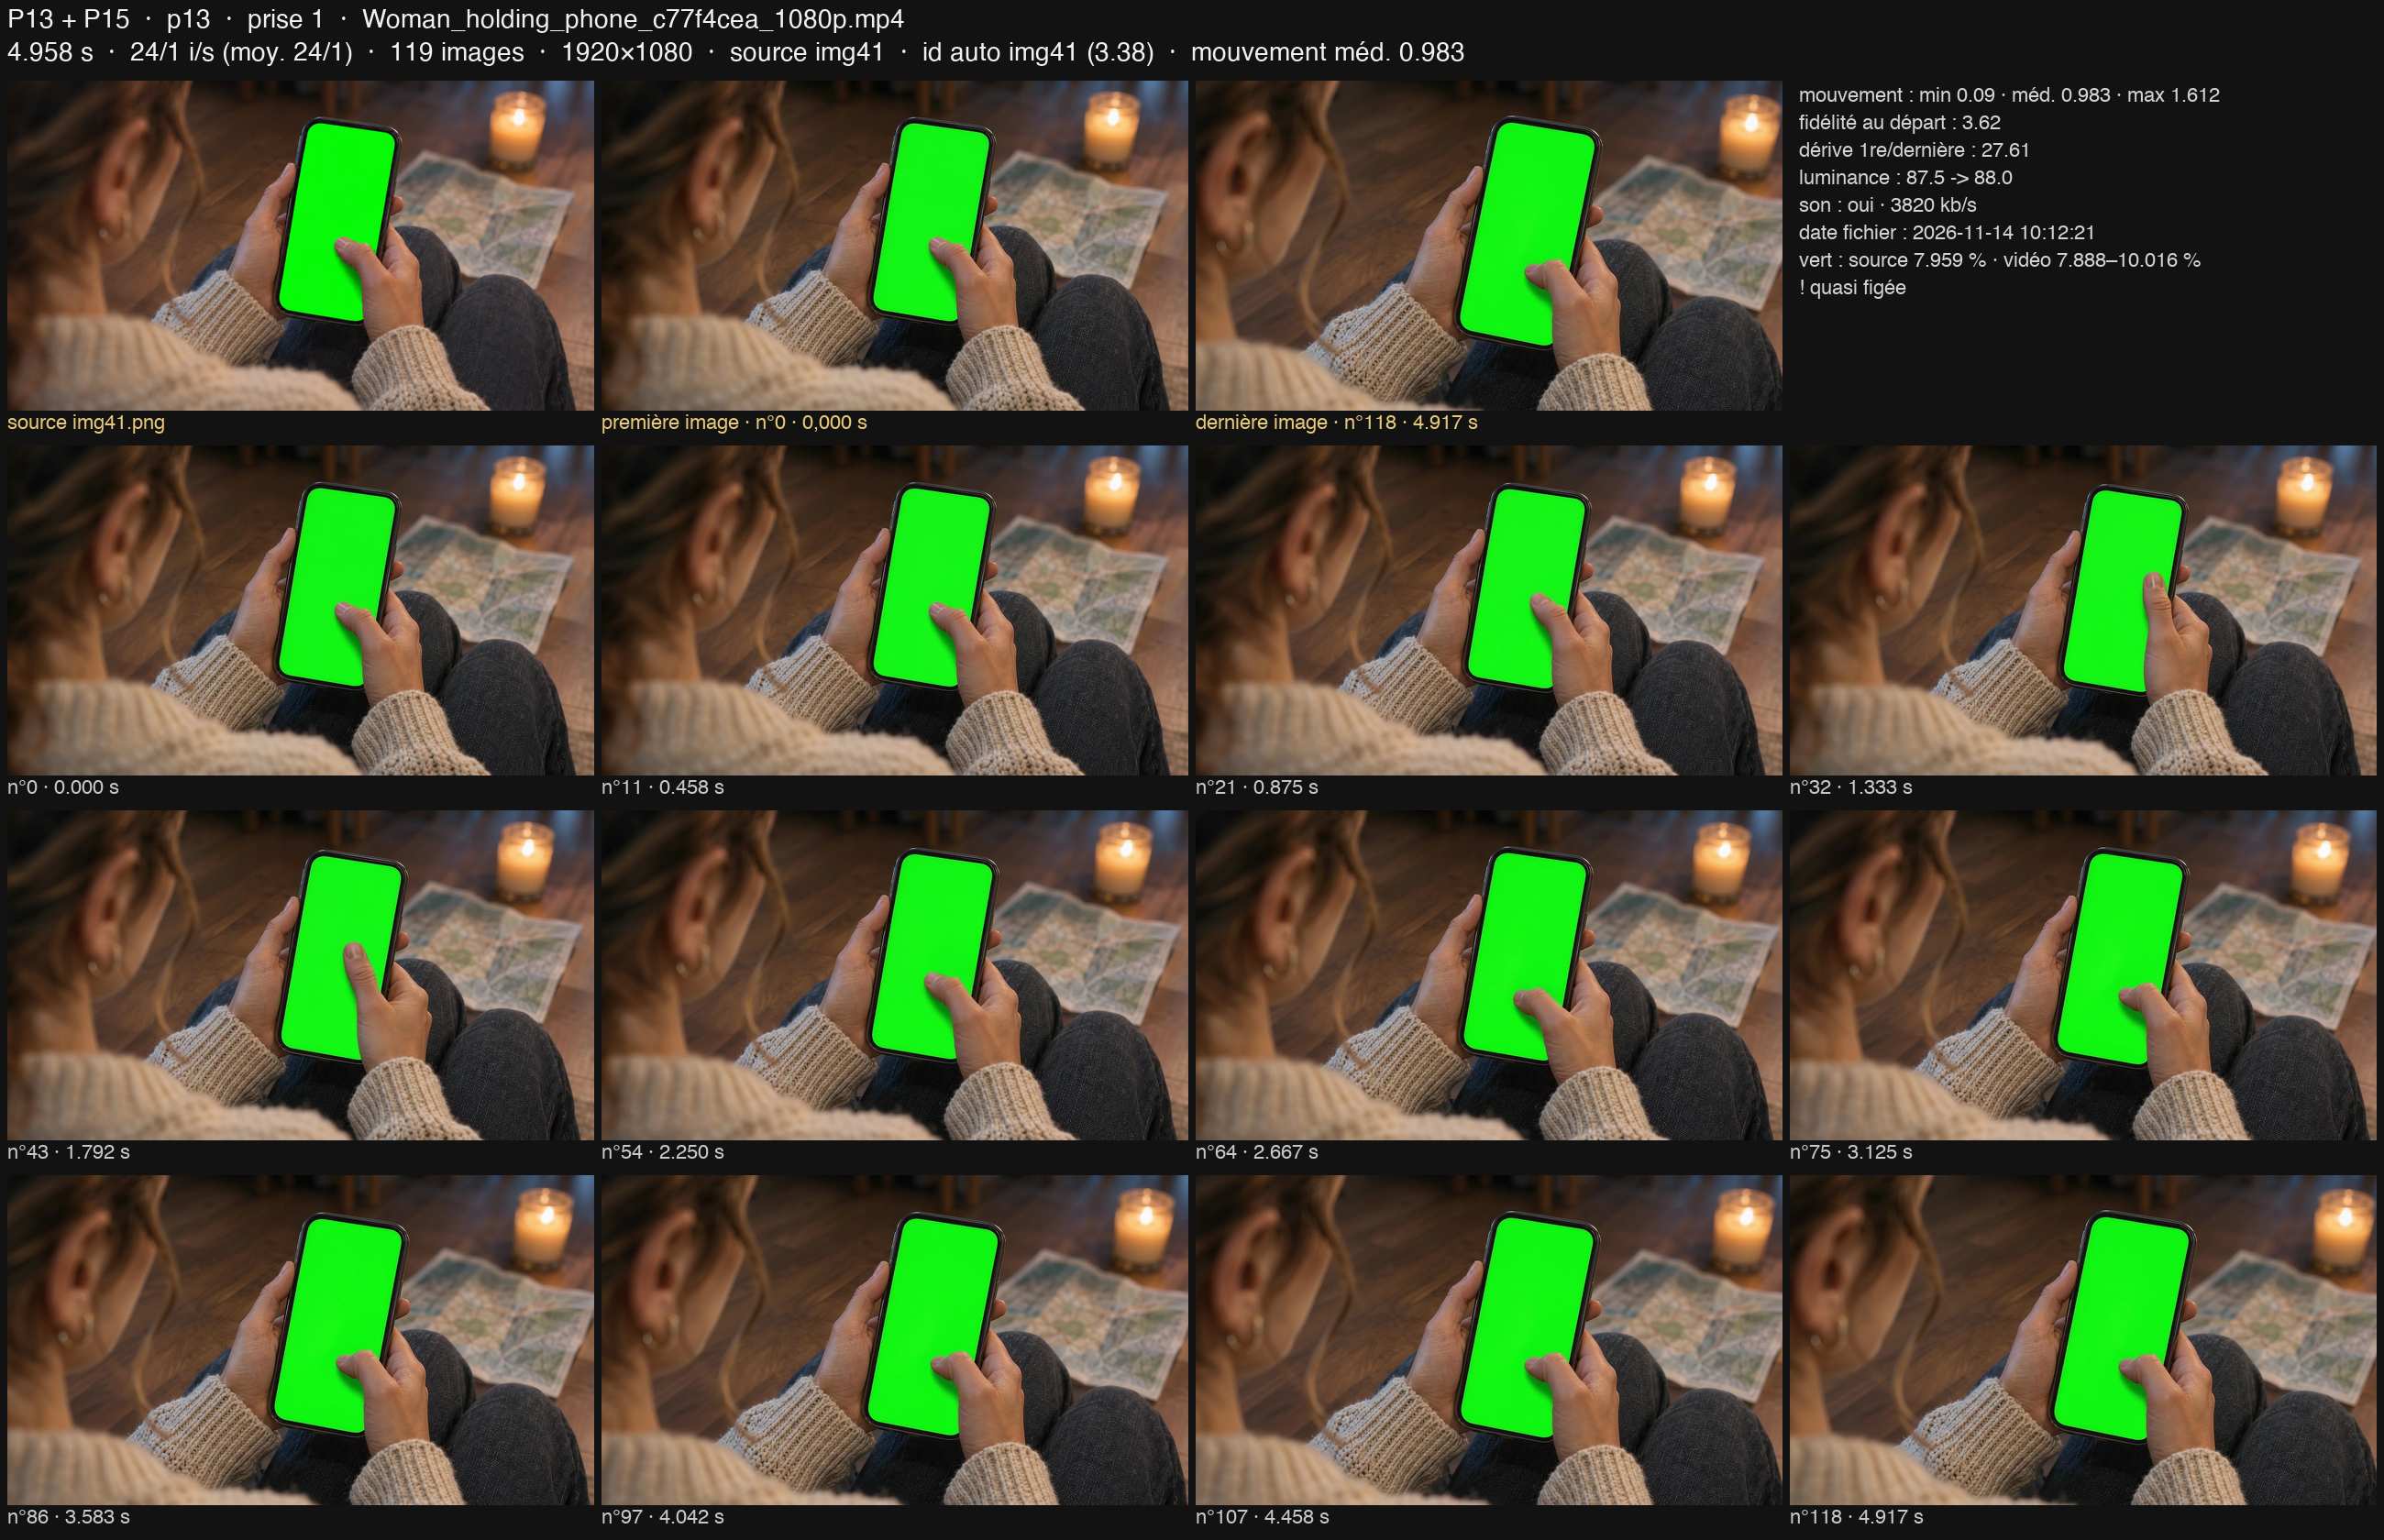 P13 + P15 · p13 · prise 1 · Woman_holding_phone_c77f4cea_1080p.mp4
4.958 s · 24/1 i/s (moy. 24/1) · 119 images · 1920×1080 · source img41 · id auto img41 (3.38) · mouvement méd. 0.983
mouvement : min 0.09 · méd. 0.983 · max 1.612
fidélité au départ : 3.62
dérive 1re/dernière : 27.61
luminance : 87.5 -> 88.0
son : oui · 3820 kb/s
date fichier : 2026-11-14 10:12:21
vert : source 7.959 % · vidéo 7.888–10.016 %
! quasi figée
source img41.png
première image · n°0 · 0,000 s
dernière image · n°118 · 4.917 s
n°0 · 0.000 s
n°11 · 0.458 s
n°21 · 0.875 s
n°32 · 1.333 s
n°43 · 1.792 s
n°54 · 2.250 s
n°64 · 2.667 s
n°75 · 3.125 s
n°86 · 3.583 s
n°97 · 4.042 s
n°107 · 4.458 s
n°118 · 4.917 s